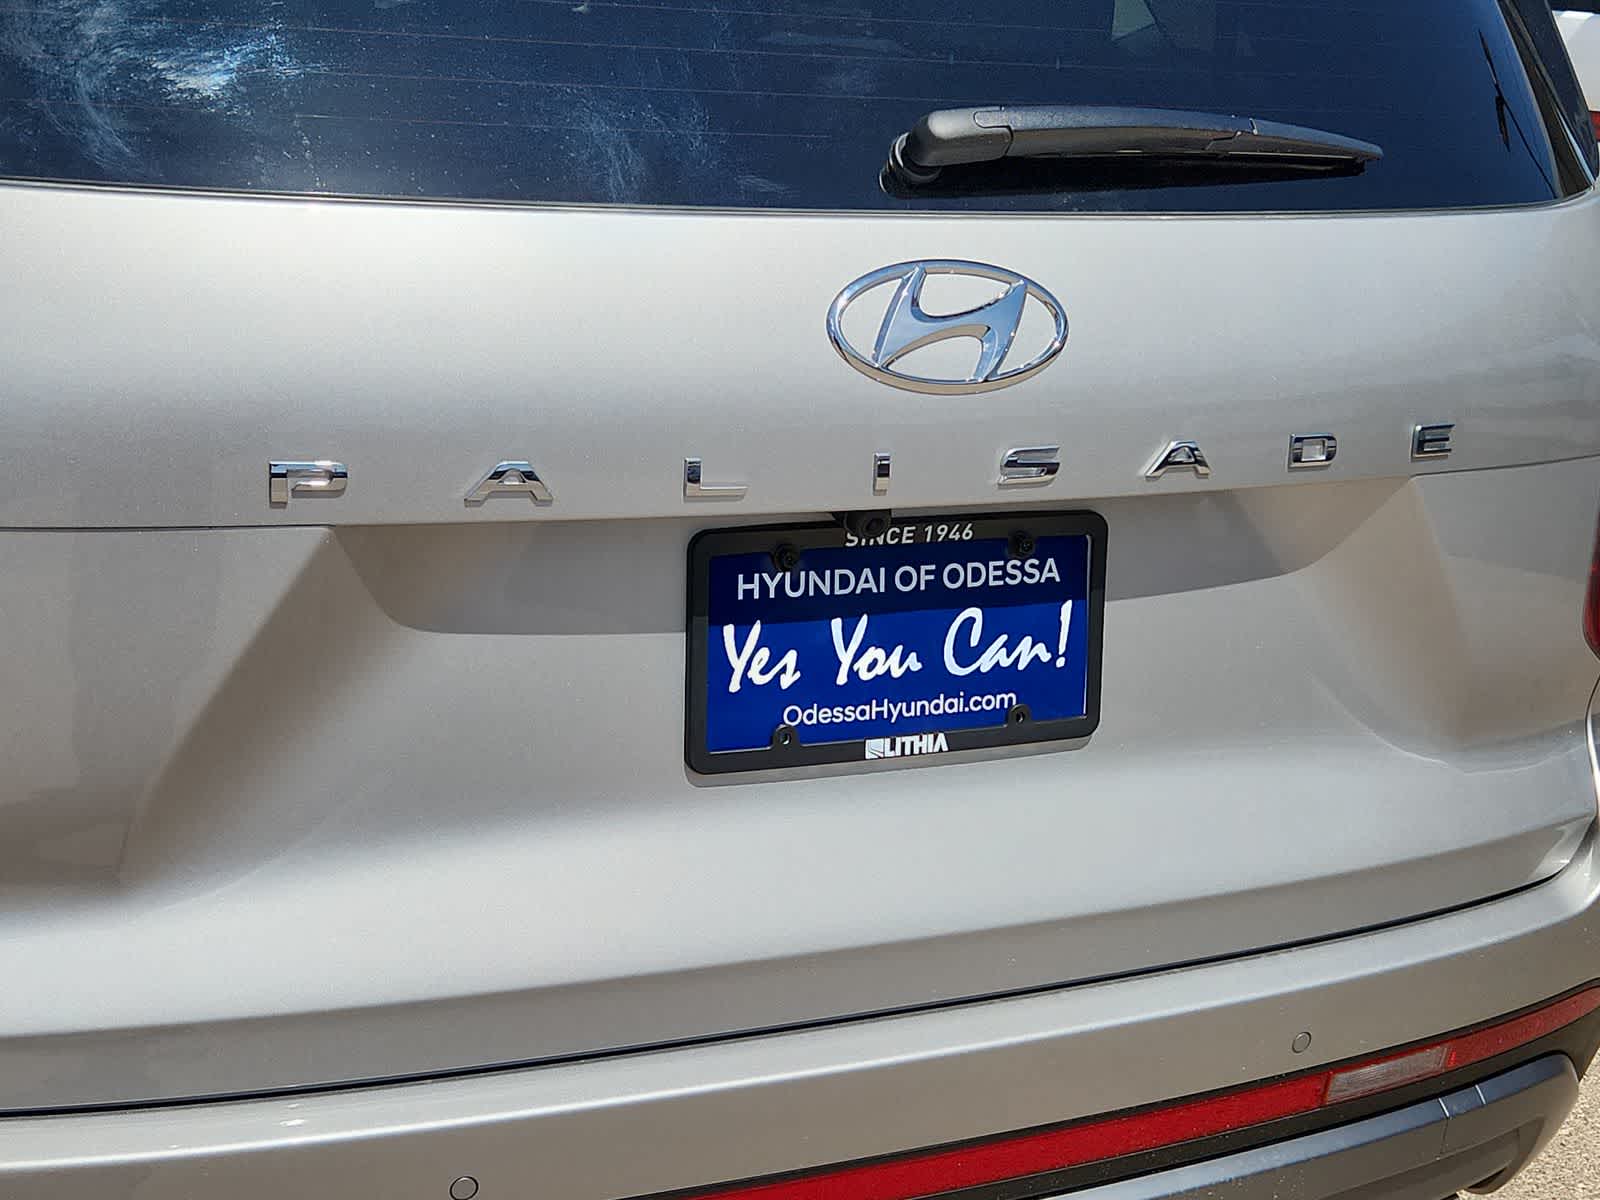 PALISADE
SINCE 1946
HYUNDAI OF ODESSA
Yes You Can!
OdessaHyundai.com
LITHIA